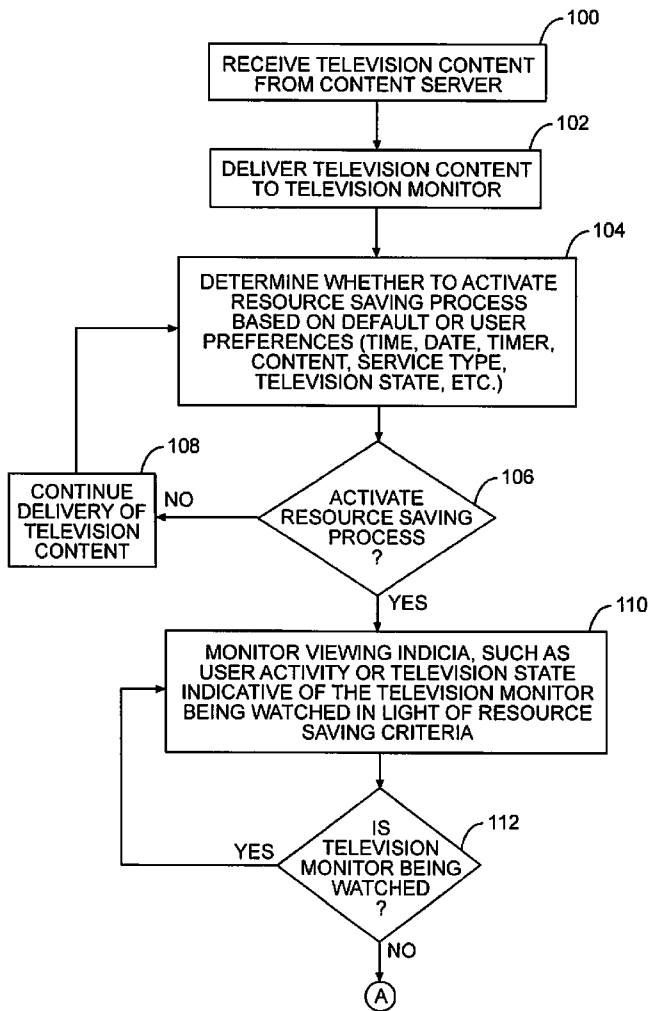 100
RECEIVE TELEVISION CONTENT
FROM CONTENT SERVER
102
DELIVER TELEVISION CONTENT
TO TELEVISION MONITOR
104
DETERMINE WHETHER TO ACTIVATE
RESOURCE SAVING PROCESS
BASED ON DEFAULT OR USER
PREFERENCES (TIME, DATE, TIMER,
CONTENT, SERVICE TYPE,
TELEVISION STATE, ETC.)
108
CONTINUE
DELIVERY OF
TELEVISION
CONTENT
NO
106
ACTIVATE
RESOURCE SAVING
PROCESS
?
YES
110
MONITOR VIEWING INDICIA, SUCH AS
USER ACTIVITY OR TELEVISION STATE
INDICATIVE OF THE TELEVISION MONITOR
BEING WATCHED IN LIGHT OF RESOURCE
SAVING CRITERIA
112
YES
IS
TELEVISION
MONITOR BEING
WATCHED
?
NO
A